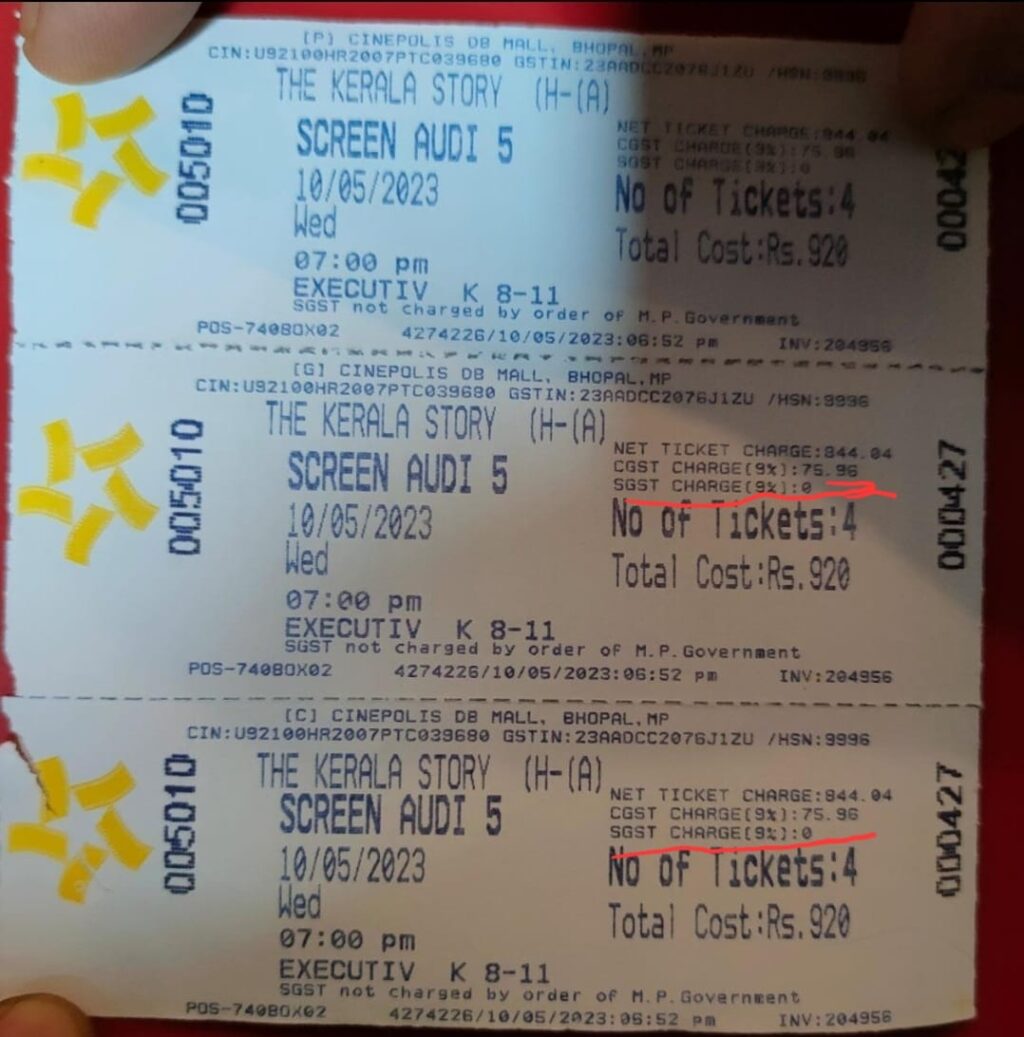 [P] CINEPOLIS DB MALL, BHOPAL,MP
CIN:U92100HR2007PTC039680 GSTIN:23AADCC2076J1ZU /HSN:9996
005010
THE KERALA STORY (H-(A)
SCREEN AUDI 5
10/05/2023
Wed
07:00 pm
EXECUTIV K 8-11
NET TICKET CHARGE:844.04
CGST CHARGE(9%):75.96
SGST CHARGE(9%):0
No of Tickets:4
Total Cost:Rs.920
00042
SGST not charged by order of M.P.Government
POS-740BOX02 4274226/10/05/2023:06:52 pm INV:204956
[G] CINEPOLIS DB MALL, BHOPAL,MP
CIN:U92100HR2007PTC039680 GSTIN:23AADCC2076J1ZU /HSN:9996
005010
THE KERALA STORY (H-(A)
SCREEN AUDI 5
10/05/2023
Wed
07:00 pm
EXECUTIV K 8-11
NET TICKET CHARGE:844.04
CGST CHARGE(9%):75.96
SGST CHARGE(9%):0
No of Tickets:4
Total Cost:Rs.920
000427
SGST not charged by order of M.P.Government
POS-740BOX02 4274226/10/05/2023:06:52 pm INV:204956
[C] CINEPOLIS DB MALL, BHOPAL,MP
CIN:U92100HR2007PTC039680 GSTIN:23AADCC2076J1ZU /HSN:9996
005010
THE KERALA STORY (H-(A)
SCREEN AUDI 5
10/05/2023
Wed
07:00 pm
EXECUTIV K 8-11
NET TICKET CHARGE:844.04
CGST CHARGE(9%):75.96
SGST CHARGE(9%):0
No of Tickets:4
Total Cost:Rs.920
000427
SGST not charged by order of M.P.Government
POS-740BOX02 4274226/10/05/2023:06:52 pm INV:204956